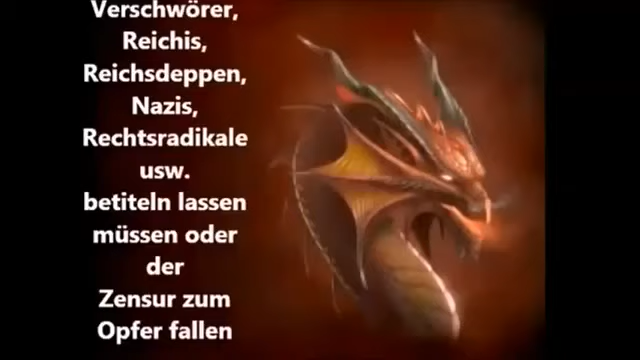 Verschwörer,
Reichis,
Reichsdeppen,
Nazis,
Rechtsradikale
usw.
betiteln lassen
müssen oder
der
Zensur zum
Opfer fallen